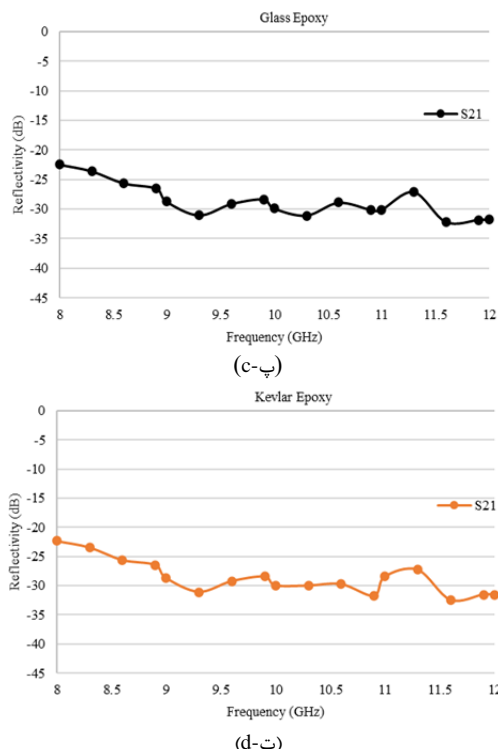 Glass Epoxy
0
-5
-10
S21
-15
-20
-25
-30
-35
-40
-45
Reflectivity (dB)
8 8.5 9 9.5 10 10.5 11 11.5 12
Frequency (GHz)
(c-پ)
Kevlar Epoxy
0
-5
-10
-15
S21
-20
-25
-30
-35
-40
-45
Reflectivity (dB)
8 8.5 9 9.5 10 10.5 11 11.5 12
Frequency (GHz)
(d-ت)